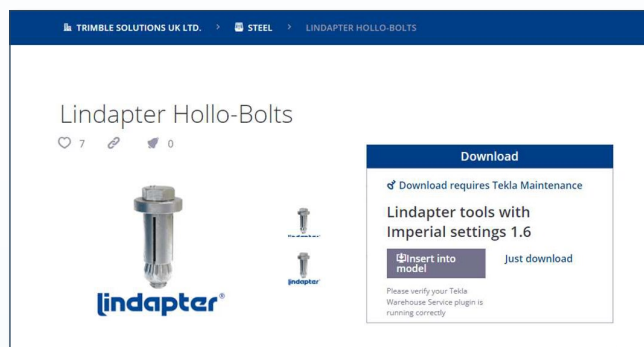 TRIMBLE SOLUTIONS UK LTD. > STEEL > LINDAPTER HOLLO-BOLTS
Lindapter Hollo-Bolts
7 0
Download
Download requires Tekla Maintenance
Lindapter tools with
Imperial settings 1.6
Insert into
model
Just download
Please verify your Tekla
Warehouse Service plugin is
running correctly
lindapter®
lindapter
lindapter